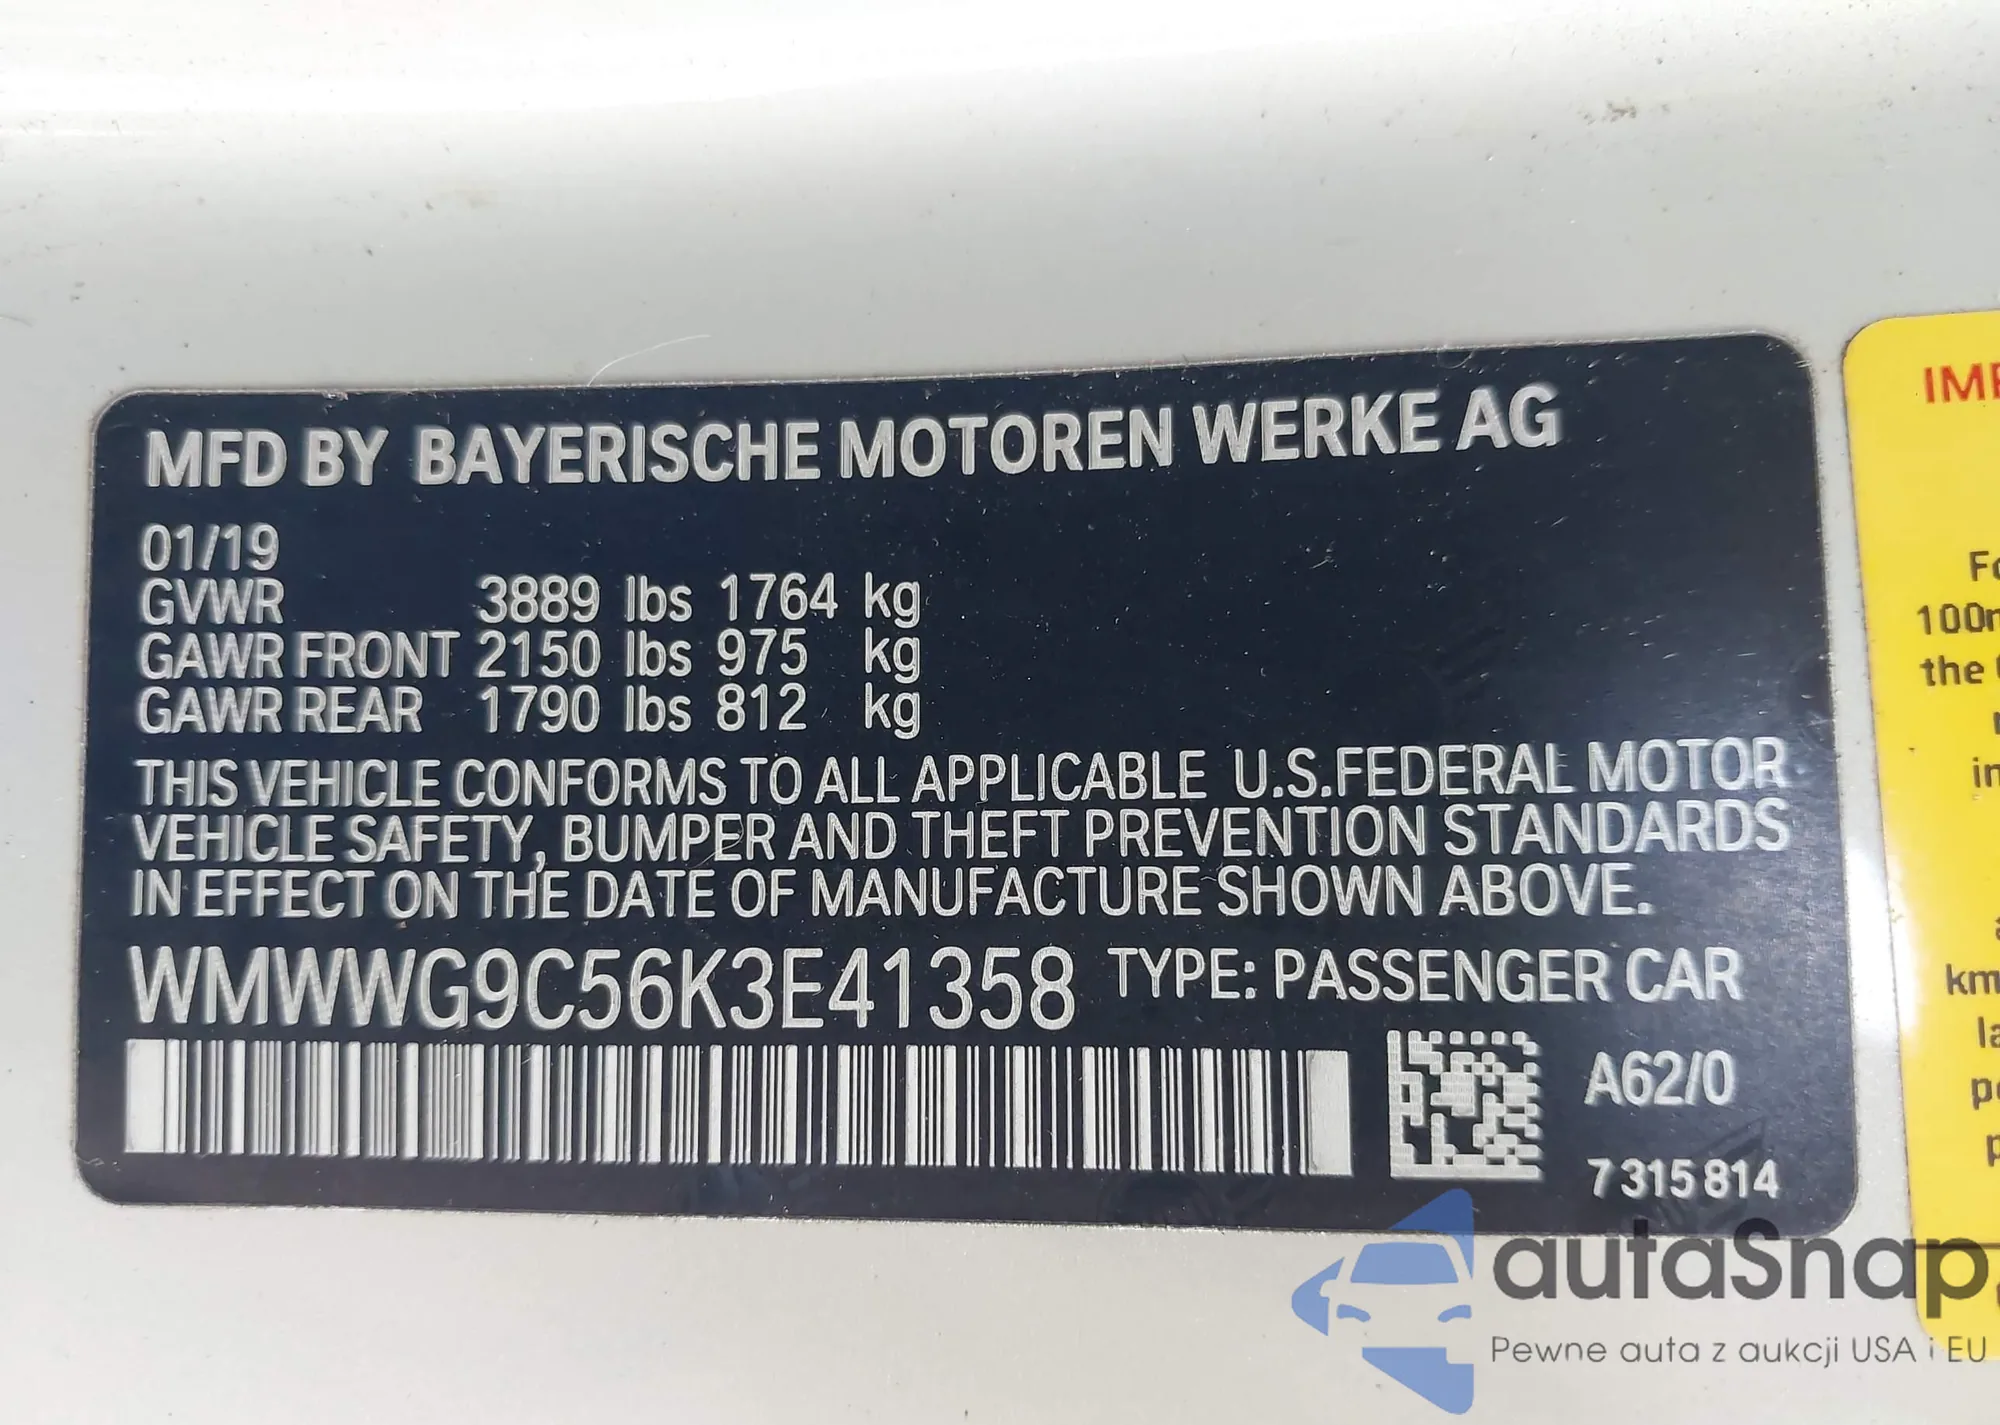 MFD BY BAYERISCHE MOTOREN WERKE AG
01/19
GVWR 3889 lbs 1764 kg
GAWR FRONT 2150 lbs 975 kg
GAWR REAR 1790 lbs 812 kg
THIS VEHICLE CONFORMS TO ALL APPLICABLE U.S.FEDERAL MOTOR
VEHICLE SAFETY, BUMPER AND THEFT PREVENTION STANDARDS
IN EFFECT ON THE DATE OF MANUFACTURE SHOWN ABOVE.
WMWWG9C56K3E41358 TYPE: PASSENGER CAR
A62/0
7 315 814
the
km
autaSnap
Pewne auta z aukcji USA i EU